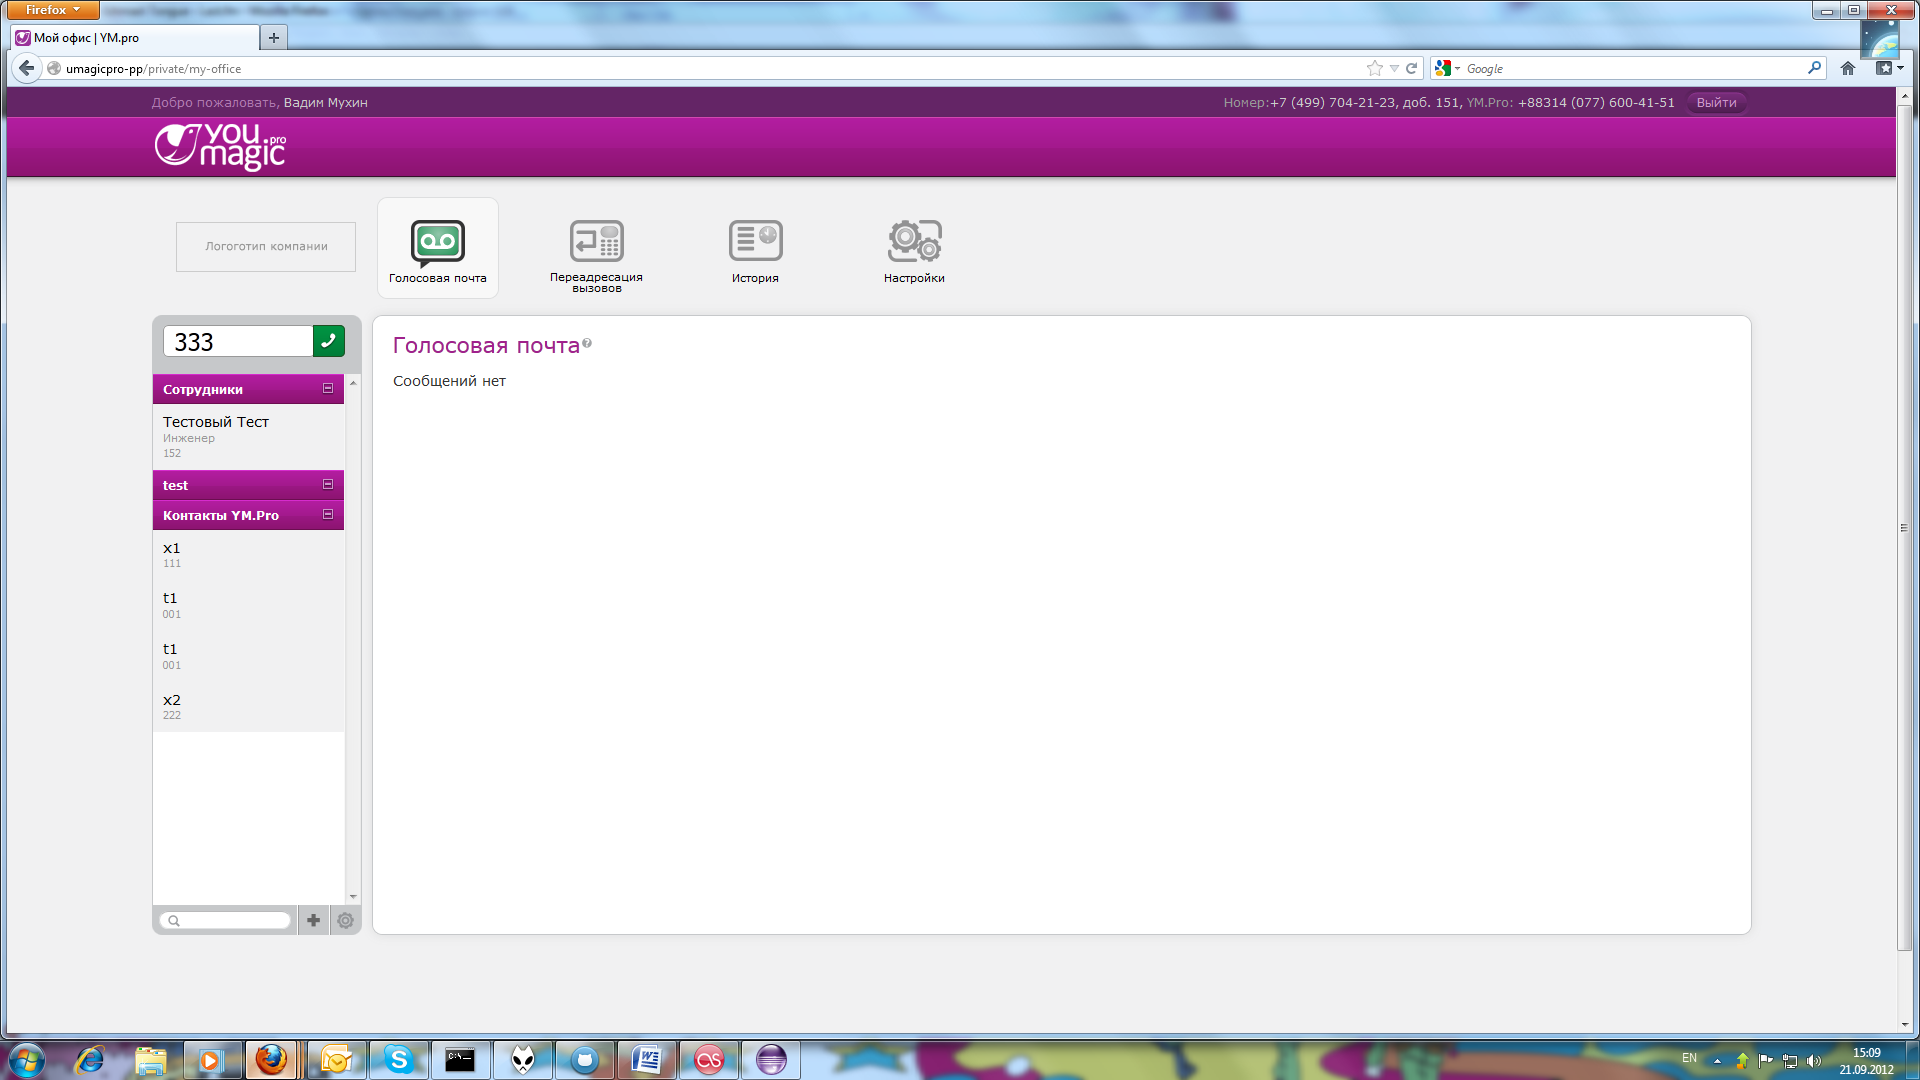 Firefox
Мой офис | YM.pro
umagicpro-pp/private/my-office
Google
Добро пожаловать, Вадим Мухин
Номер:+7 (499) 704-21-23, доб. 151, YM.Pro: +88314 (077) 600-41-51
Выйти
you
magic
.pro
Логоготип компании
Голосовая почта
Переадресация
вызовов
История
Настройки
333
Голосовая почта
Сообщений нет
Сотрудники
Тестовый Тест
Инженер
152
test
Контакты YM.Pro
x1
111
t1
001
t1
001
x2
222
EN
15:09
21.09.2012